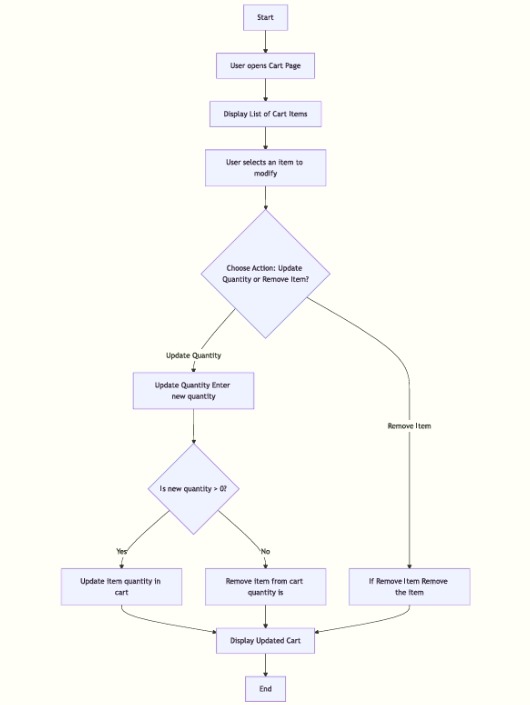 Start
User opens Cart Page
Display List of Cart Items
User selects an item to
modify
Choose Action: Update
Quantity or Remove Item?
Update Quantity
Update Quantity Enter
new quantity
Remove Item
Is new quantity > 0?
Yes
No
Update item quantity in
cart
Remove item from cart
quantity is
If Remove Item Remove
the item
Display Updated Cart
End